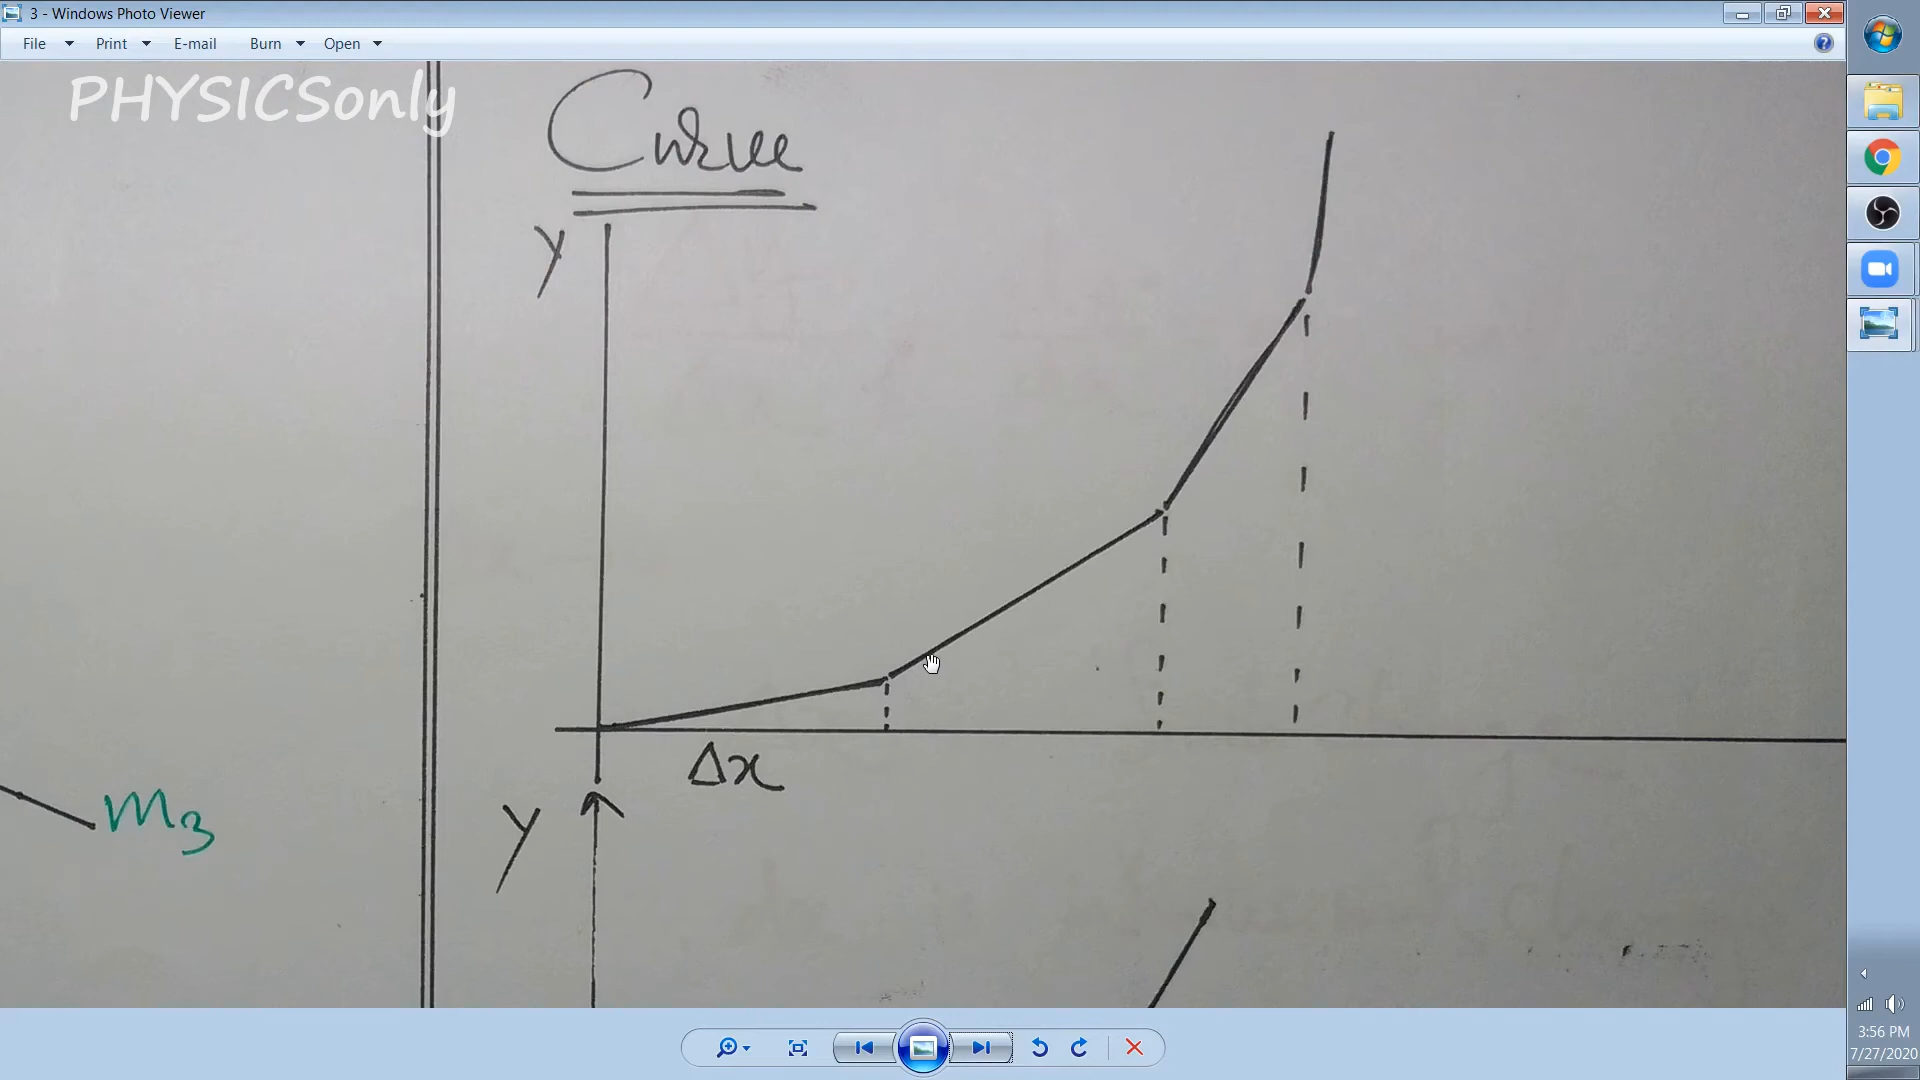 3 - Windows Photo Viewer
File Print E-mail Burn Open
PHYSICSonly
Curve
y
Δx
m3
y
3:56 PM
7/27/2020